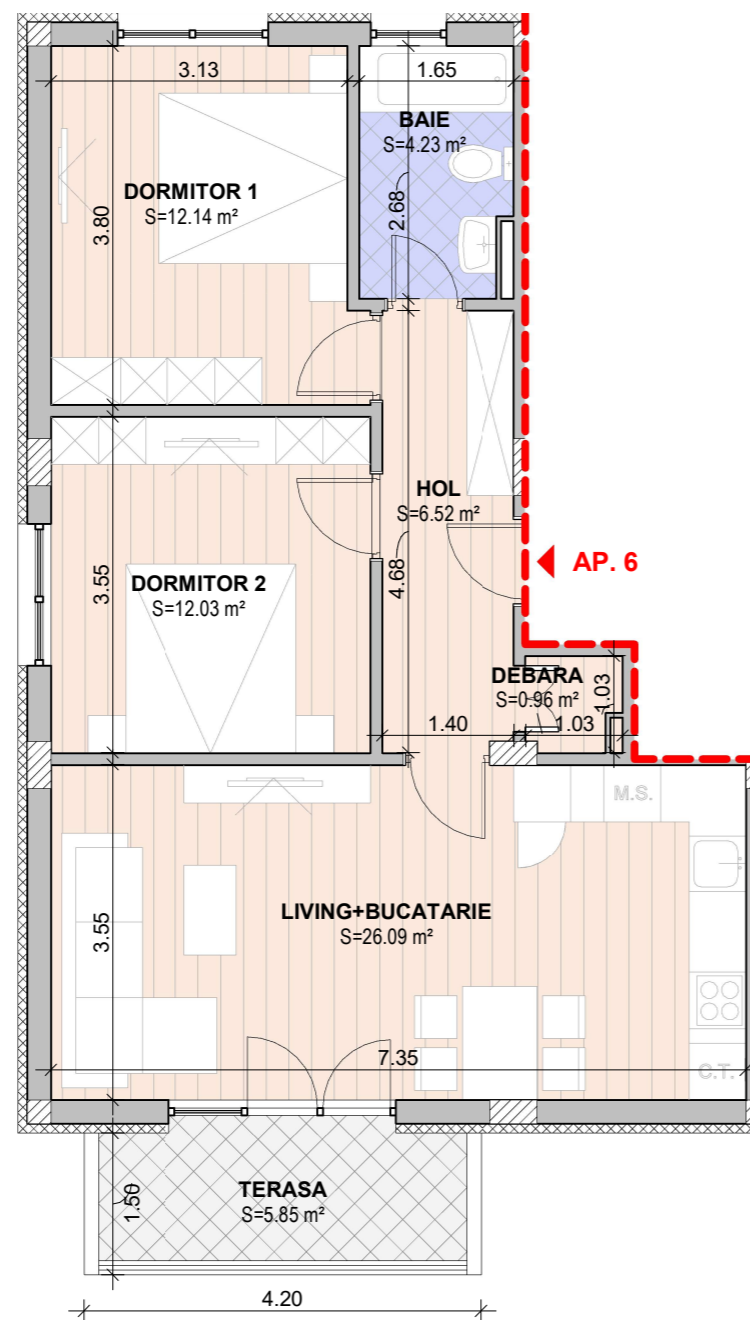 3.13
1.65
BAIE
S=4.23 m²
DORMITOR 1
S=12.14 m²
3.80
2.68
HOL
S=6.52 m²
AP. 6
DORMITOR 2
S=12.03 m²
3.55
4.68
DEBARA
S=0.96 m²
1.03
1.40
1.03
M.S.
LIVING+BUCATARIE
S=26.09 m²
3.55
7.35
C.T.
TERASA
S=5.85 m²
1.50
4.20